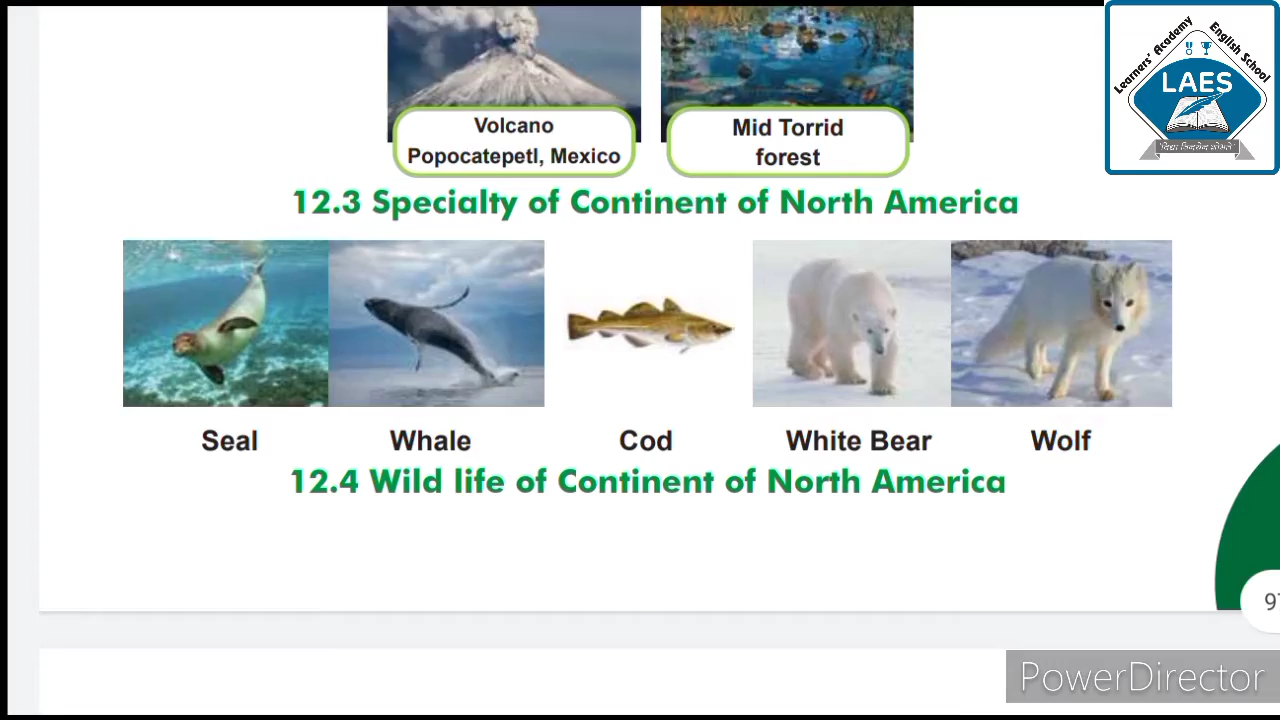 Learners' Academy English School
LAES
Volcano
Popocatepetl, Mexico
Mid Torrid
forest
12.3 Specialty of Continent of North America
Seal Whale Cod White Bear Wolf
12.4 Wild life of Continent of North America
PowerDirector